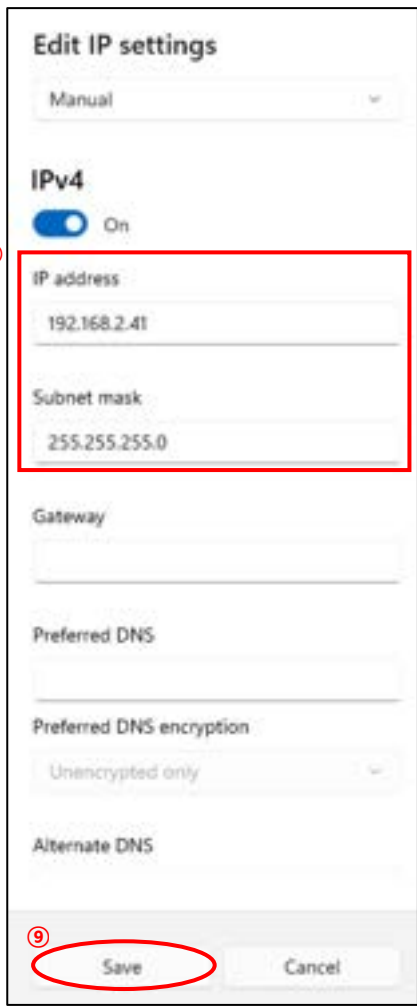 Edit IP settings
Manual
IPv4
On
IP address
192.168.2.41
Subnet mask
255.255.255.0
Gateway
Preferred DNS
Preferred DNS encryption
Unencrypted only
Alternate DNS
⑨
Save Cancel